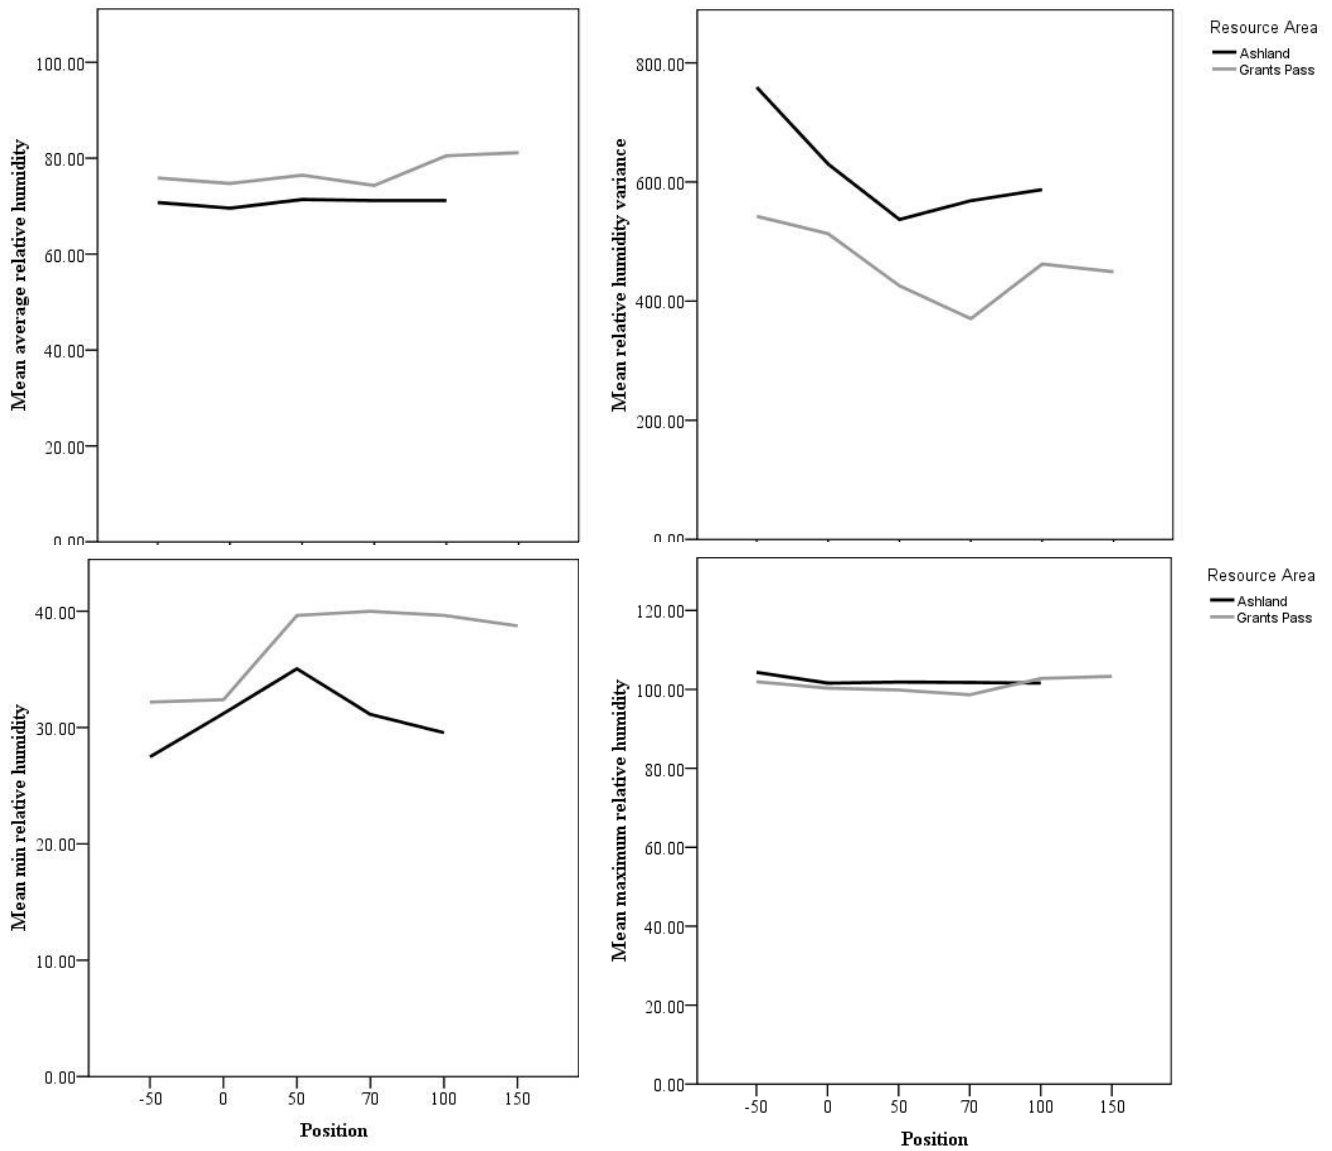 Mean average relative humidity
100.00
80.00
60.00
40.00
20.00
0.00
Mean relative humidity variance
800.00
600.00
400.00
200.00
0.00
Resource Area
Ashland
Grants Pass
Mean min relative humidity
40.00
30.00
20.00
10.00
0.00
-50 0 50 70 100 150
Position
Mean maximum relative humidity
120.00
100.00
80.00
60.00
40.00
20.00
0.00
-50 0 50 70 100 150
Position
Resource Area
Ashland
Grants Pass